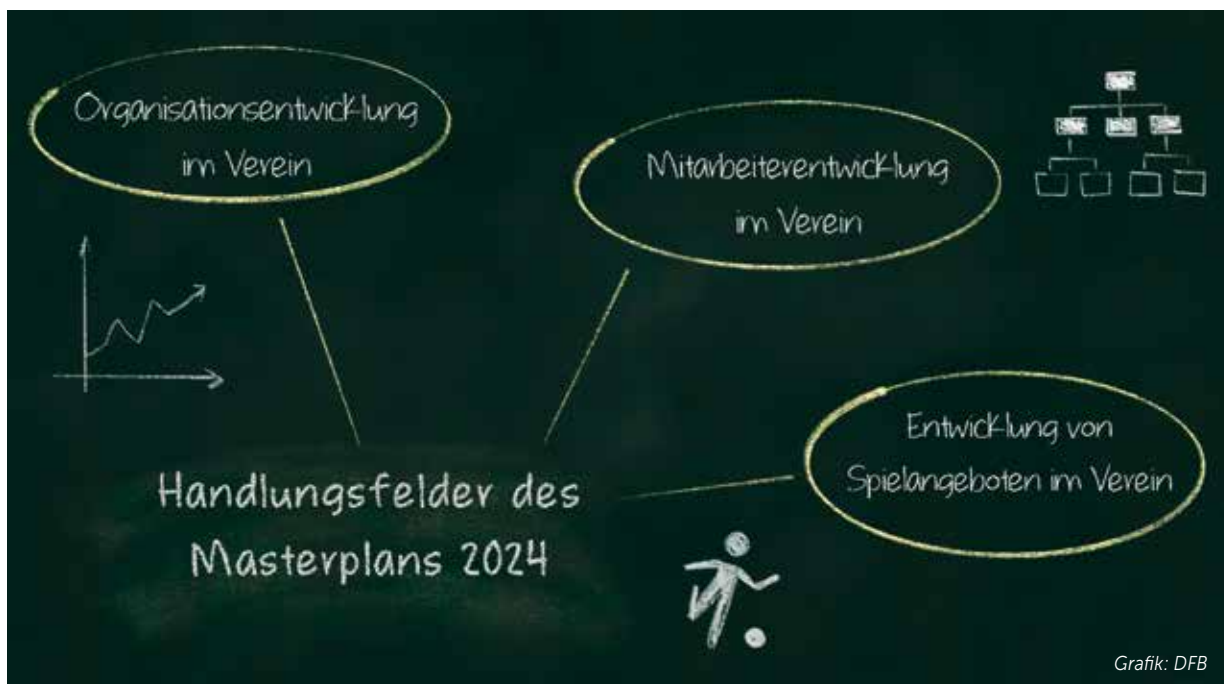 Organisationsentwicklung
im Verein
Mitarbeiterentwicklung
im Verein
Entwicklung von
Spielangeboten im Verein
Handlungsfelder des
Masterplans 2024
Grafik: DFB